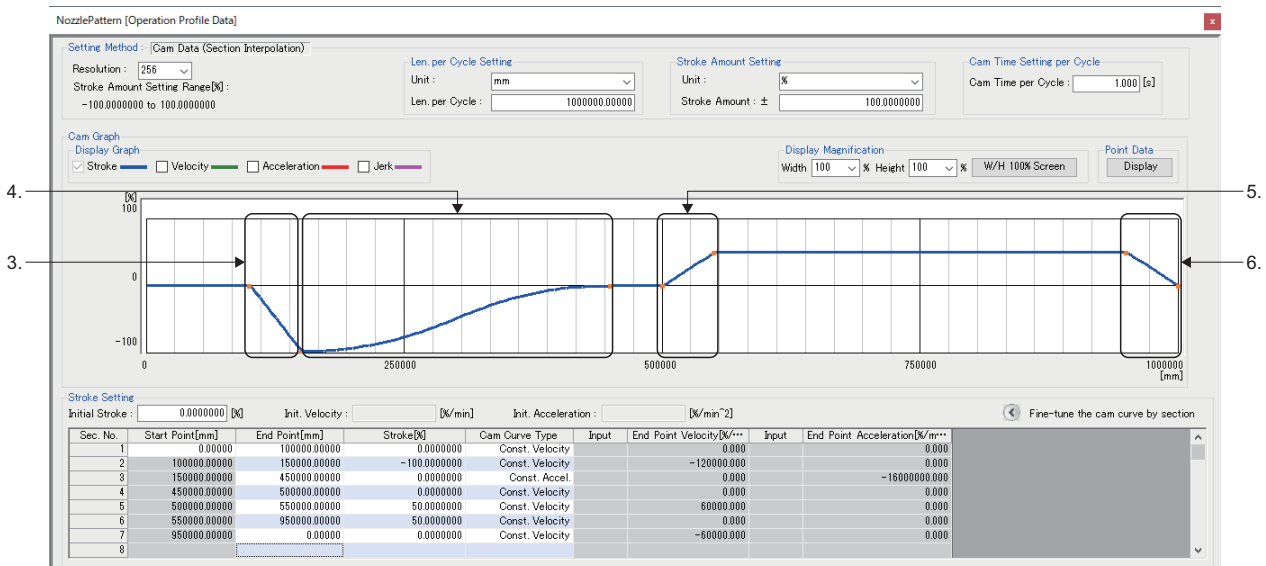 NozzlePattern [Operation Profile Data]
x
Setting Method : Cam Data (Section Interpolation)
Resolution : 256
Stroke Amount Setting Range[%] :
-100.0000000 to 100.0000000
Len. per Cycle Setting
Unit : mm
Len. per Cycle : 1000000.00000
Stroke Amount Setting
Unit : %
Stroke Amount : ± 100.0000000
Cam Time Setting per Cycle
Cam Time per Cycle : 1.000 [s]
Cam Graph
Display Graph
Stroke Velocity Acceleration Jerk
Display Magnification
Width 100 % Height 100 % W/H 100% Screen
Point Data
Display
4.
5.
3.
6.
[%]
100
0
-100
0 250000 500000 750000 1000000
[mm]
Stroke Setting
Initial Stroke : 0.0000000 [%] Init. Velocity : [%/min] Init. Acceleration : [%/min^2] Fine-tune the cam curve by section
Sec. No. Start Point[mm] End Point[mm] Stroke[%] Cam Curve Type Input End Point Velocity[%/··· Input End Point Acceleration[%/m···
1 0.00000 100000.00000 0.0000000 Const. Velocity 0.000 0.000
2 100000.00000 150000.00000 -100.0000000 Const. Velocity -120000.000 0.000
3 150000.00000 450000.00000 0.0000000 Const. Accel. 0.000 -16000000.000
4 450000.00000 500000.00000 0.0000000 Const. Velocity 0.000 0.000
5 500000.00000 550000.00000 50.0000000 Const. Velocity 60000.000 0.000
6 550000.00000 950000.00000 50.0000000 Const. Velocity 0.000 0.000
7 950000.00000 0.00000 0.0000000 Const. Velocity -60000.000 0.000
8